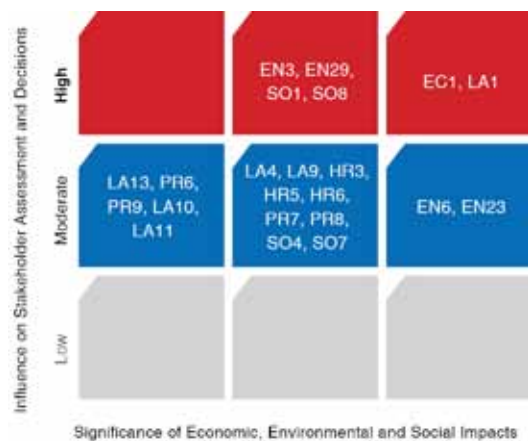 Influence on Stakeholder Assessment and Decisions
High
EN3, EN29,
SO1, SO8
EC1, LA1
Moderate
LA13, PR6,
PR9, LA10,
LA11
LA4, LA9, HR3,
HR5, HR6,
PR7, PR8,
SO4, SO7
EN6, EN23
Low
Significance of Economic, Environmental and Social Impacts